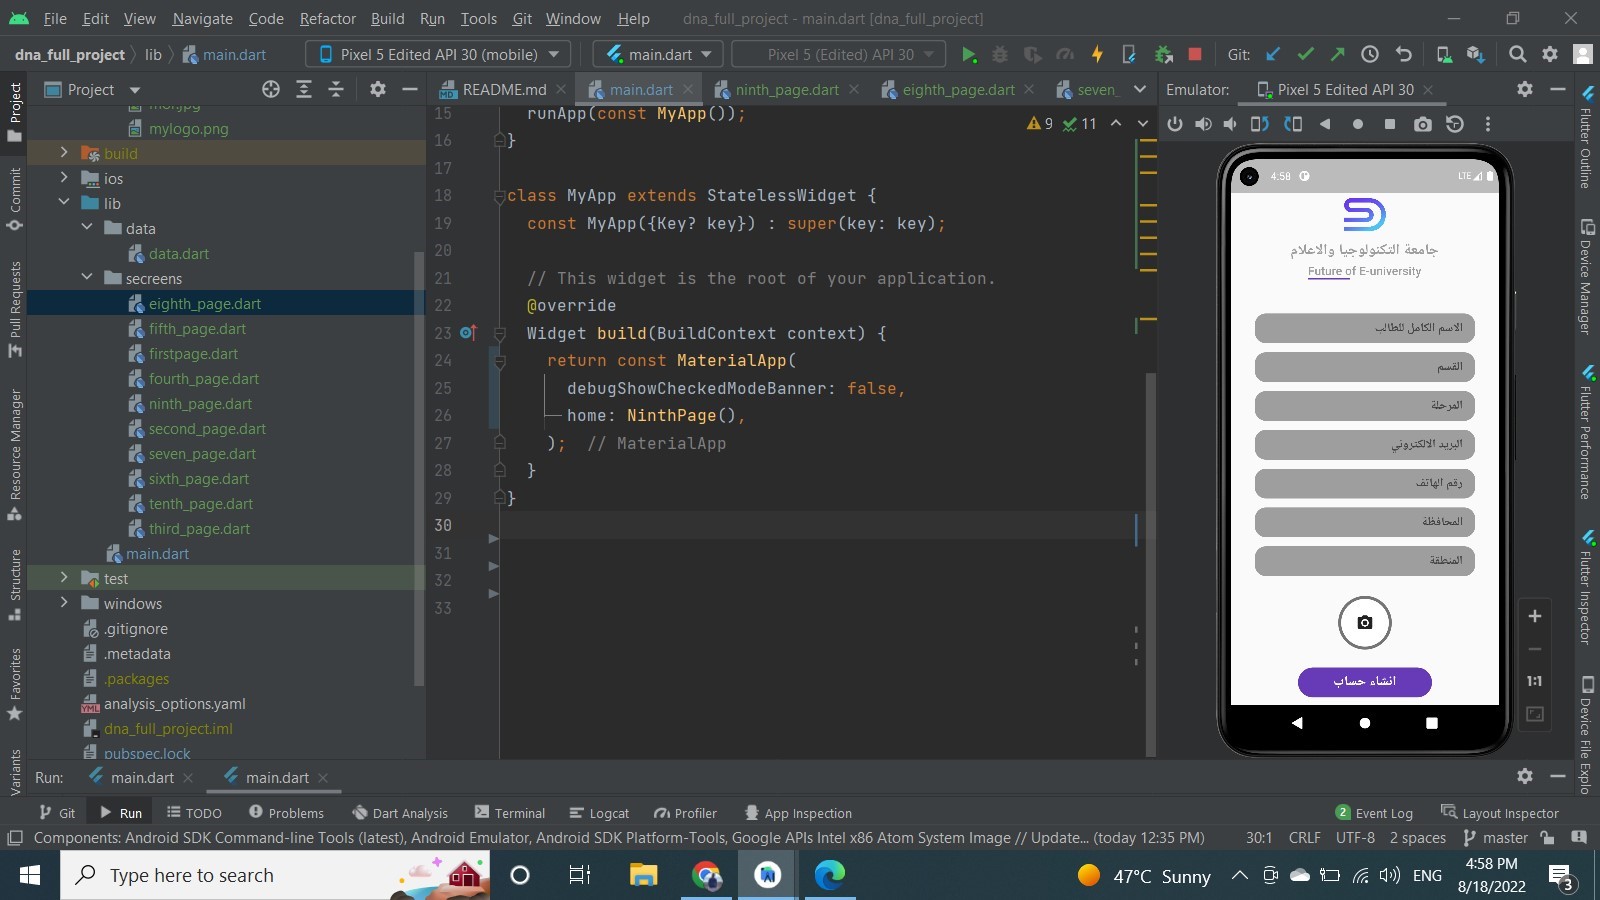 File Edit View Navigate Code Refactor Build Run Tools Git Window Help dna_full_project - main.dart [dna_full_project]
dna_full_project lib main.dart Pixel 5 Edited API 30 (mobile) main.dart Pixel 5 (Edited) API 30 Git:
Project
README.md main.dart ninth_page.dart eighth_page.dart seven_
Emulator: Pixel 5 Edited API 30
mylogo.png
build
ios
lib
data
data.dart
secreens
eighth_page.dart
fifth_page.dart
firstpage.dart
fourth_page.dart
ninth_page.dart
second_page.dart
seven_page.dart
sixth_page.dart
tenth_page.dart
third_page.dart
main.dart
test
windows
.gitignore
.metadata
.packages
analysis_options.yaml
dna_full_project.iml
pubspec.lock
Project
Commit
Pull Requests
Resource Manager
Structure
Favorites
Variants
9 11
15 runApp(const MyApp());
16 }
17
18 class MyApp extends StatelessWidget {
19 const MyApp({Key? key}) : super(key: key);
20
21 // This widget is the root of your application.
22 @override
23 Widget build(BuildContext context) {
24 return const MaterialApp(
25 debugShowCheckedModeBanner: false,
26 home: NinthPage(),
27 ); // MaterialApp
28 }
29 }
30
31
32
33
4:58 LTE
جامعة التكنولوجيا والاعلام
Future of E-university
الاسم الكامل للطالب
القسم
المرحلة
البريد الالكتروني
رقم الهاتف
المحافظة
المنطقة
انشاء حساب
1:1
Flutter Outline
Device Manager
Flutter Performance
Flutter Inspector
Device File Explo
Run: main.dart main.dart
Git Run TODO Problems Dart Analysis Terminal Logcat Profiler App Inspection 2 Event Log Layout Inspector
Components: Android SDK Command-line Tools (latest), Android Emulator, Android SDK Platform-Tools, Google APIs Intel x86 Atom System Image // Update... (today 12:35 PM) 30:1 CRLF UTF-8 2 spaces master
Type here to search 47°C Sunny ENG
4:58 PM
8/18/2022
3